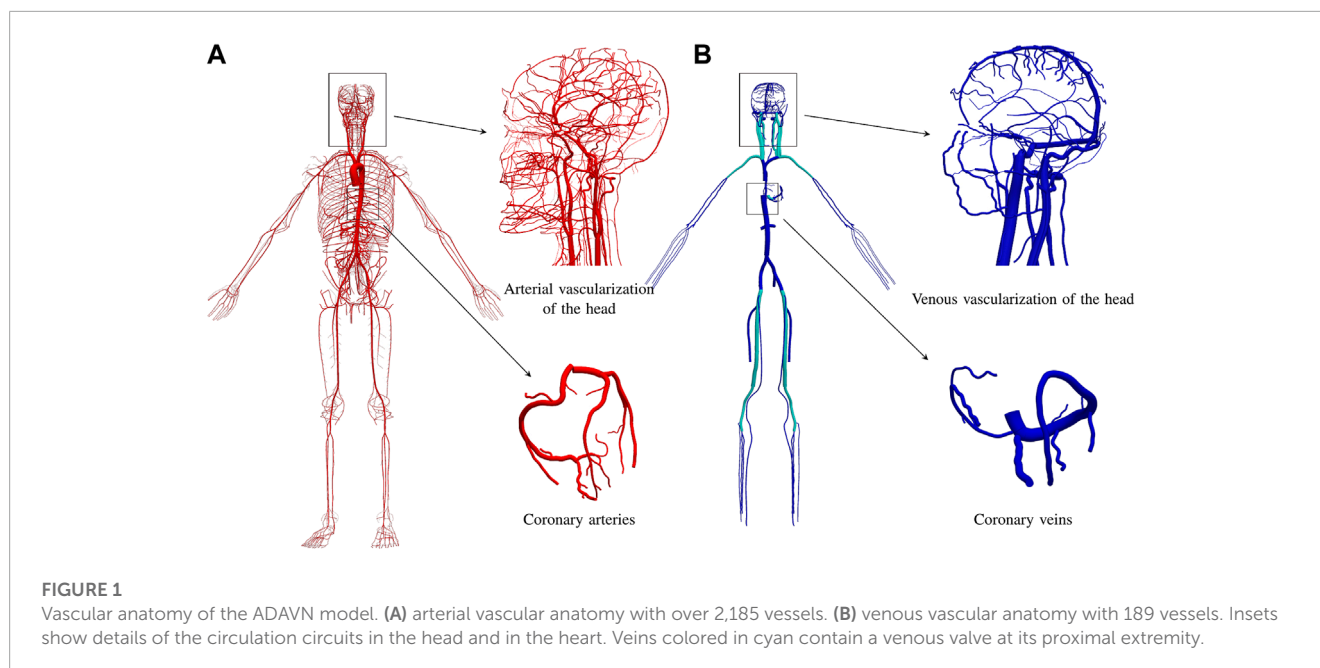 A
B
Arterial vascularization
of the head
Venous vascularization of the head
Coronary arteries
Coronary veins
FIGURE 1
Vascular anatomy of the ADAVN model. (A) arterial vascular anatomy with over 2,185 vessels. (B) venous vascular anatomy with 189 vessels. Insets
show details of the circulation circuits in the head and in the heart. Veins colored in cyan contain a venous valve at its proximal extremity.